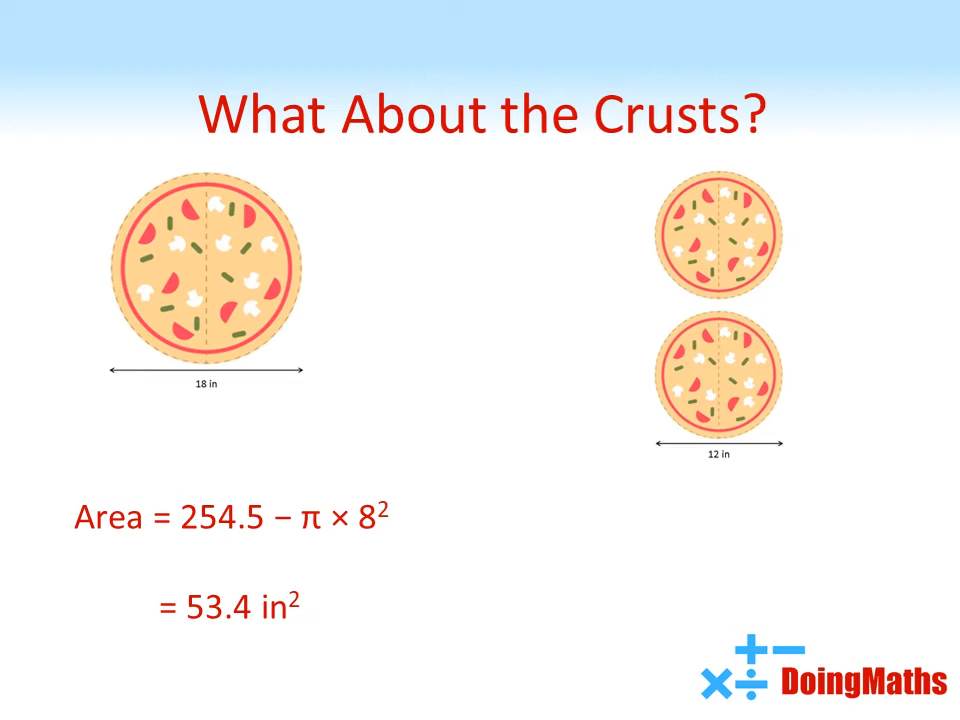 What About the Crusts?
18 in
12 in
Area = 254.5 − π × 8²
= 53.4 in²
DoingMaths